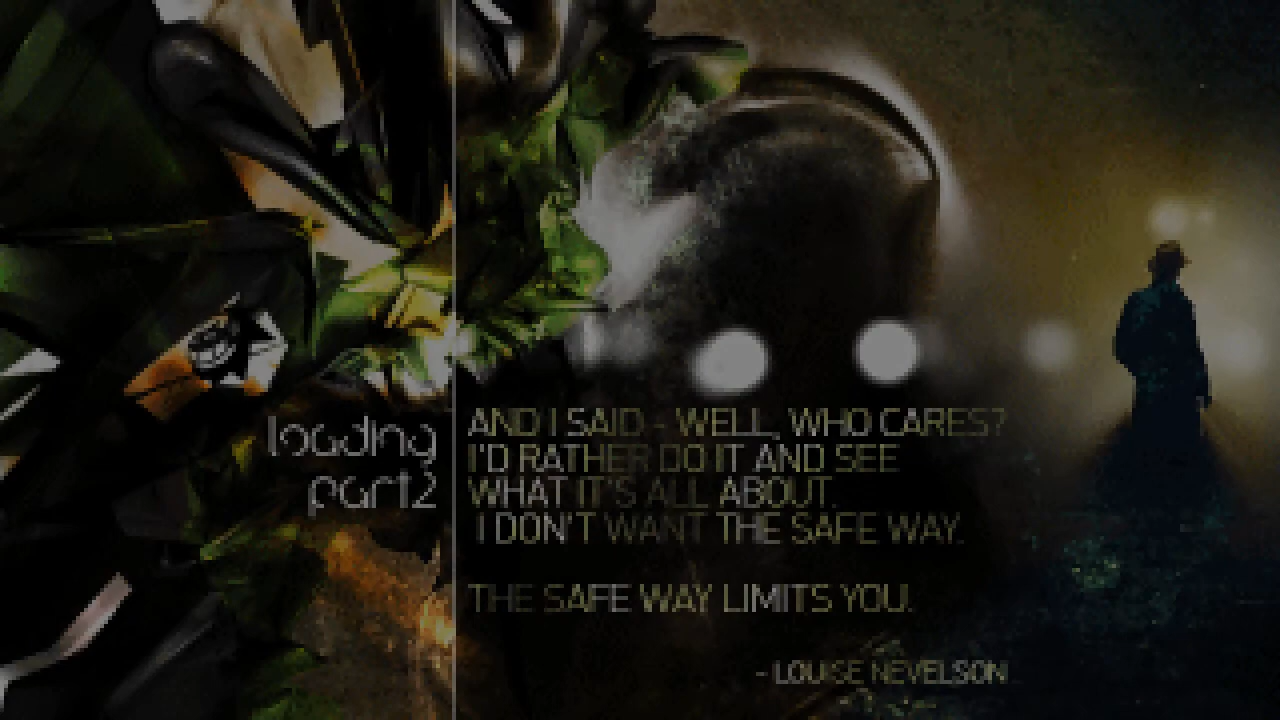 loading
part2
AND I SAID - WELL, WHO CARES?
I'D RATHER DO IT AND SEE
WHAT IT'S ALL ABOUT.
I DON'T WANT THE SAFE WAY.
THE SAFE WAY LIMITS YOU.
- LOUISE NEVELSON